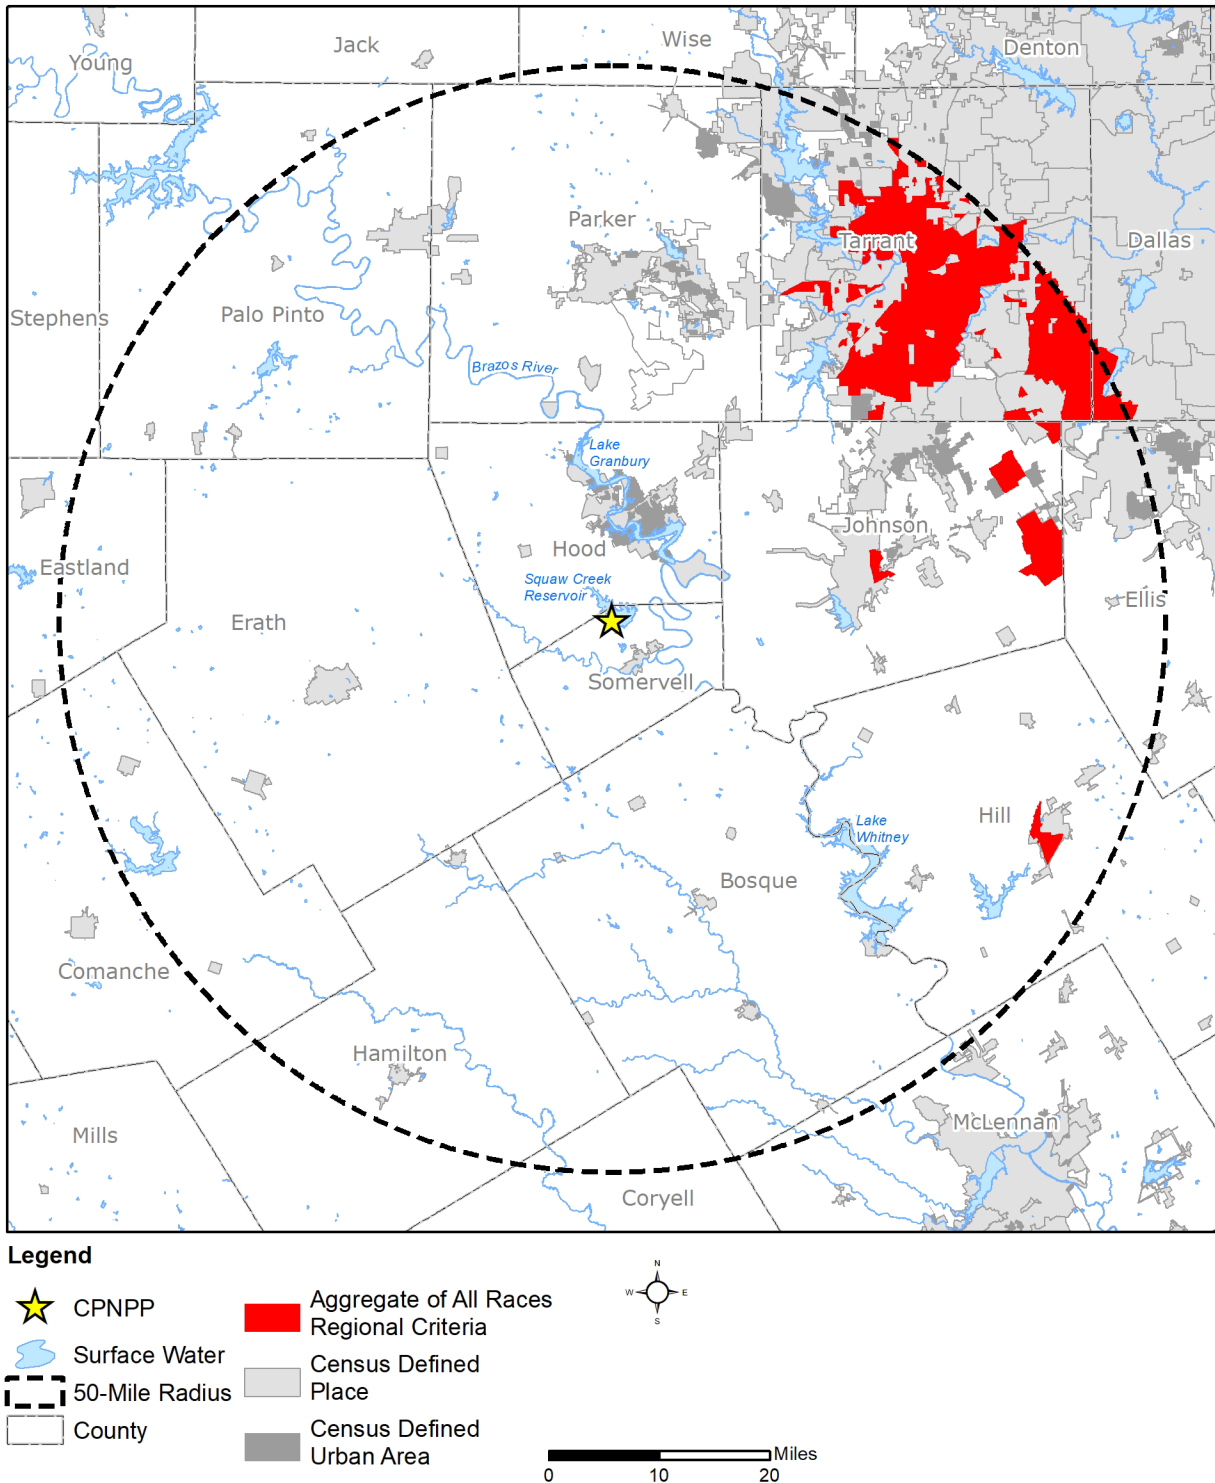 Jack
Wise
Denton
Young
Parker
Tarrant
Dallas
Stephens
Palo Pinto
Brazos River
Lake
Granbury
Johnson
Hood
Eastland
Squaw Creek
Reservoir
Ellis
Erath
Somervell
Hill
Lake
Whitney
Bosque
Comanche
Hamilton
McLennan
Mills
Coryell
Legend
CPNPP
Surface Water
50-Mile Radius
County
Aggregate of All Races
Regional Criteria
Census Defined
Place
Census Defined
Urban Area
N
W E
S
Miles
0 10 20